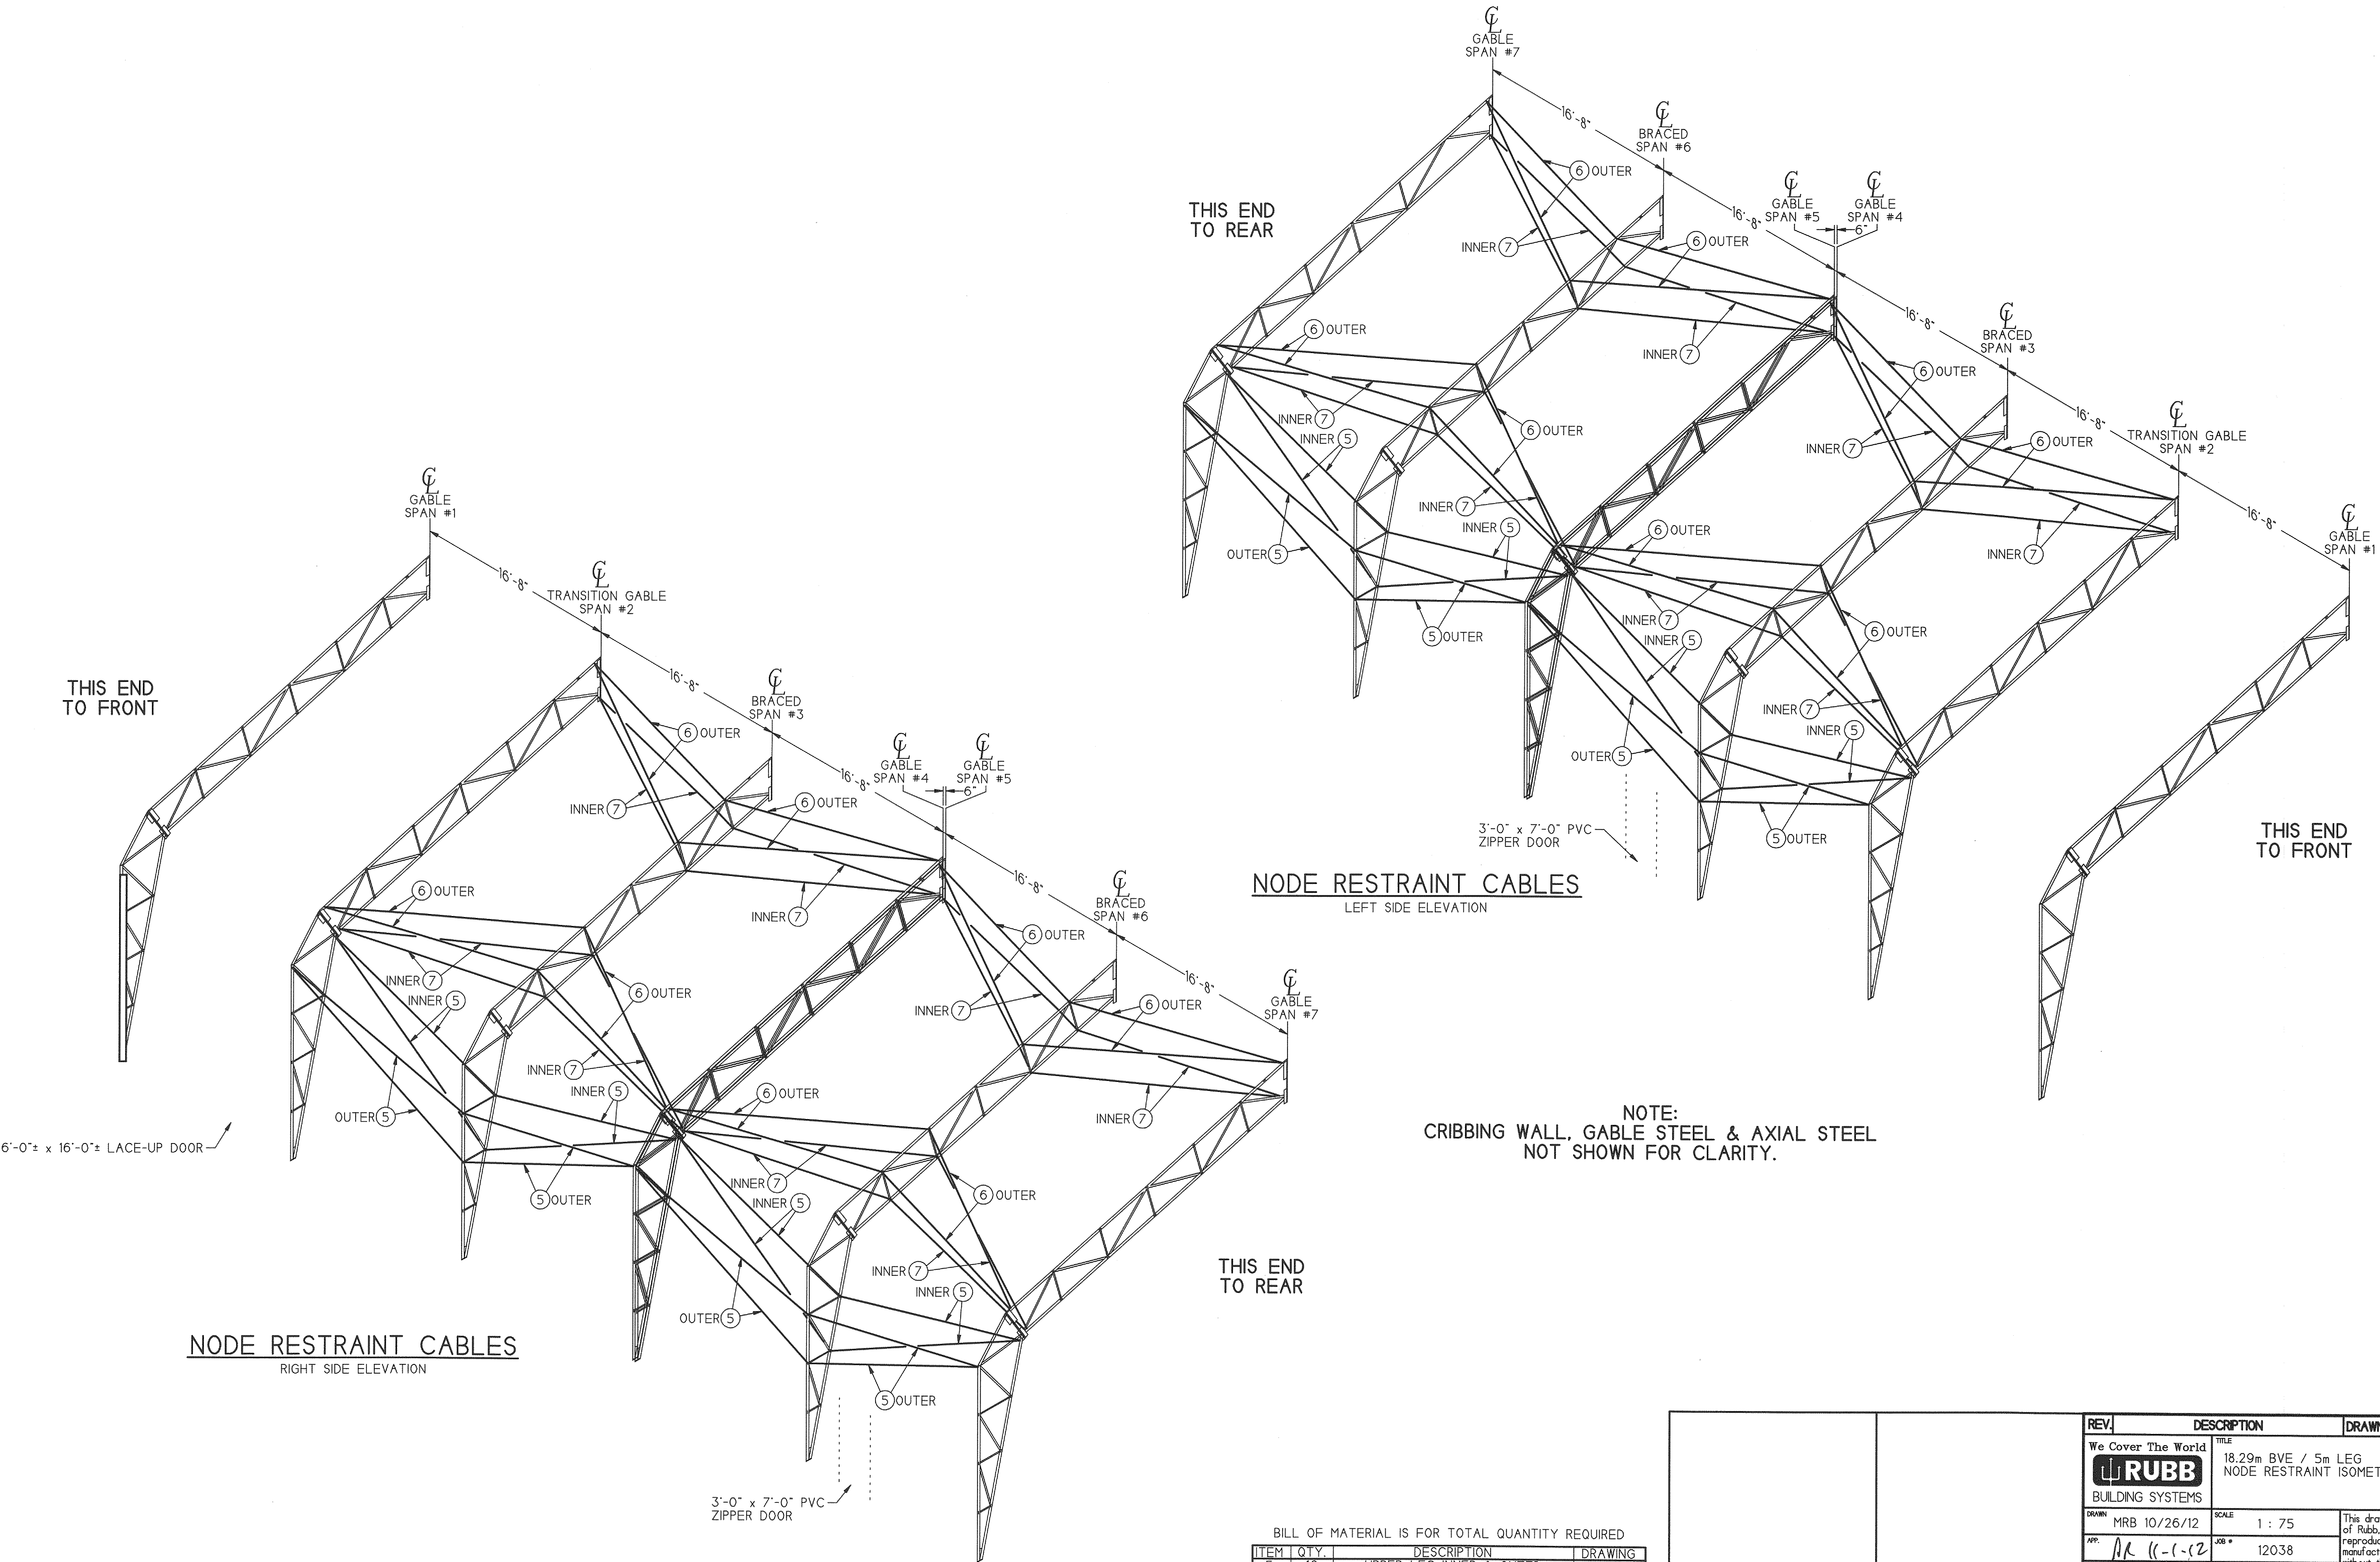 ℄
GABLE
SPAN #7
16'-8"
℄
BRACED
SPAN #6
16'-8"
℄
GABLE
SPAN #5
℄
GABLE
SPAN #4
6"
16'-8"
℄
BRACED
SPAN #3
16'-8"
℄
TRANSITION GABLE
SPAN #2
16'-8"
℄
GABLE
SPAN #1
THIS END
TO REAR
6 OUTER
INNER 7
6 OUTER
INNER 7
6 OUTER
INNER 7
INNER 5
6 OUTER
INNER 7
OUTER 5
INNER 5
5 OUTER
6 OUTER
INNER 7
6 OUTER
INNER 7
6 OUTER
INNER 7
INNER 5
6 OUTER
INNER 7
INNER 5
OUTER 5
5 OUTER
3'-0" x 7'-0" PVC
ZIPPER DOOR
THIS END
TO FRONT
NODE RESTRAINT CABLES
LEFT SIDE ELEVATION
℄
GABLE
SPAN #1
16'-8"
℄
TRANSITION GABLE
SPAN #2
16'-8"
℄
BRACED
SPAN #3
16'-8"
℄
GABLE
SPAN #4
℄
GABLE
SPAN #5
6"
16'-8"
℄
BRACED
SPAN #6
16'-8"
℄
GABLE
SPAN #7
THIS END
TO FRONT
6 OUTER
INNER 7
6 OUTER
INNER 7
6 OUTER
INNER 7
INNER 5
6 OUTER
INNER 7
INNER 5
OUTER 5
5 OUTER
6 OUTER
INNER 7
6 OUTER
INNER 7
6 OUTER
INNER 7
INNER 5
6 OUTER
INNER 7
INNER 5
OUTER 5
5 OUTER
6'-0"± x 16'-0"± LACE-UP DOOR
3'-0" x 7'-0" PVC
ZIPPER DOOR
THIS END
TO REAR
NODE RESTRAINT CABLES
RIGHT SIDE ELEVATION
NOTE:
CRIBBING WALL, GABLE STEEL & AXIAL STEEL
NOT SHOWN FOR CLARITY.
BILL OF MATERIAL IS FOR TOTAL QUANTITY REQUIRED
ITEM QTY. DESCRIPTION DRAWING
REV. DESCRIPTION DRAWN
We Cover The World
RUBB
BUILDING SYSTEMS
TITLE
18.29m BVE / 5m LEG
NODE RESTRAINT ISOMET
DRAWN MRB 10/26/12
SCALE 1 : 75
APP. AR 11-1-12
JOB # 12038
This dra
of Rubb,
reproduc
manufact